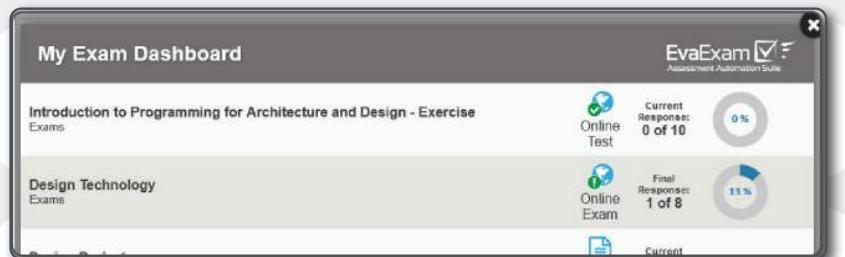 My Exam Dashboard
EvaExam
Assessment Automation Suite
Introduction to Programming for Architecture and Design - Exercise
Exams
Online
Test
Current
Response:
0 of 10
0 %
Design Technology
Exams
Online
Exam
Final
Response:
1 of 8
13 %
Current